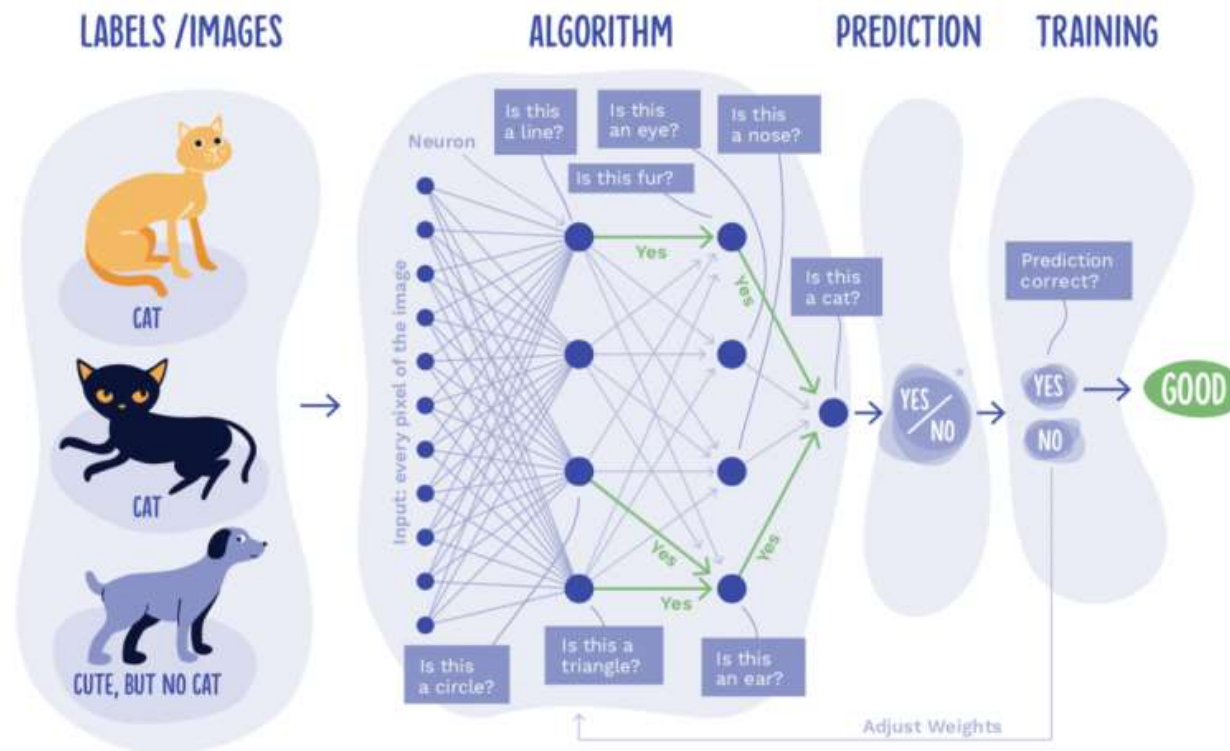 LABELS /IMAGES
ALGORITHM
PREDICTION
TRAINING
CAT
CAT
CUTE, BUT NO CAT
Neuron
Input: every pixel of the image
Is this
a line?
Is this
an eye?
Is this
a nose?
Is this fur?
Yes
Yes
Yes
Yes
Yes
Is this
a circle?
Is this a
triangle?
Is this
an ear?
Is this
a cat?
YES
/
NO
*
Prediction
correct?
YES
NO
GOOD
Adjust Weights